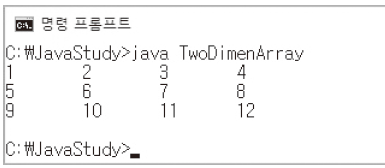 명령 프롬프트
C:₩JavaStudy>java TwoDimenArray
1 2 3 4
5 6 7 8
9 10 11 12
C:₩JavaStudy>_